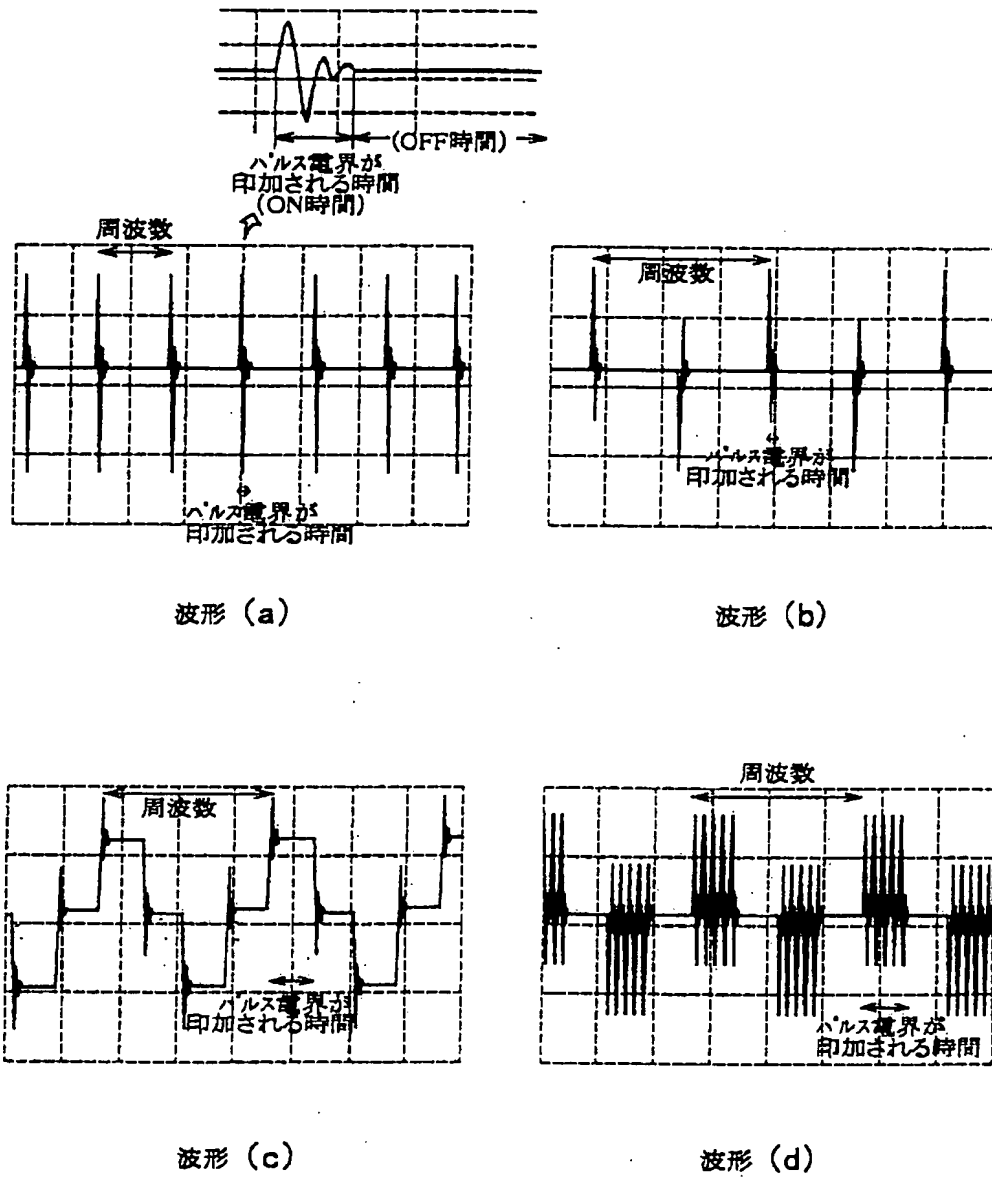 (OFF時間)
パルス電界が
印加される時間
(ON時間)
周波数
パルス電界が
印加される時間
波形 (a)
周波数
パルス電界が
印加される時間
波形 (b)
周波数
パルス電界が
印加される時間
波形 (c)
周波数
パルス電界が
印加される時間
波形 (d)